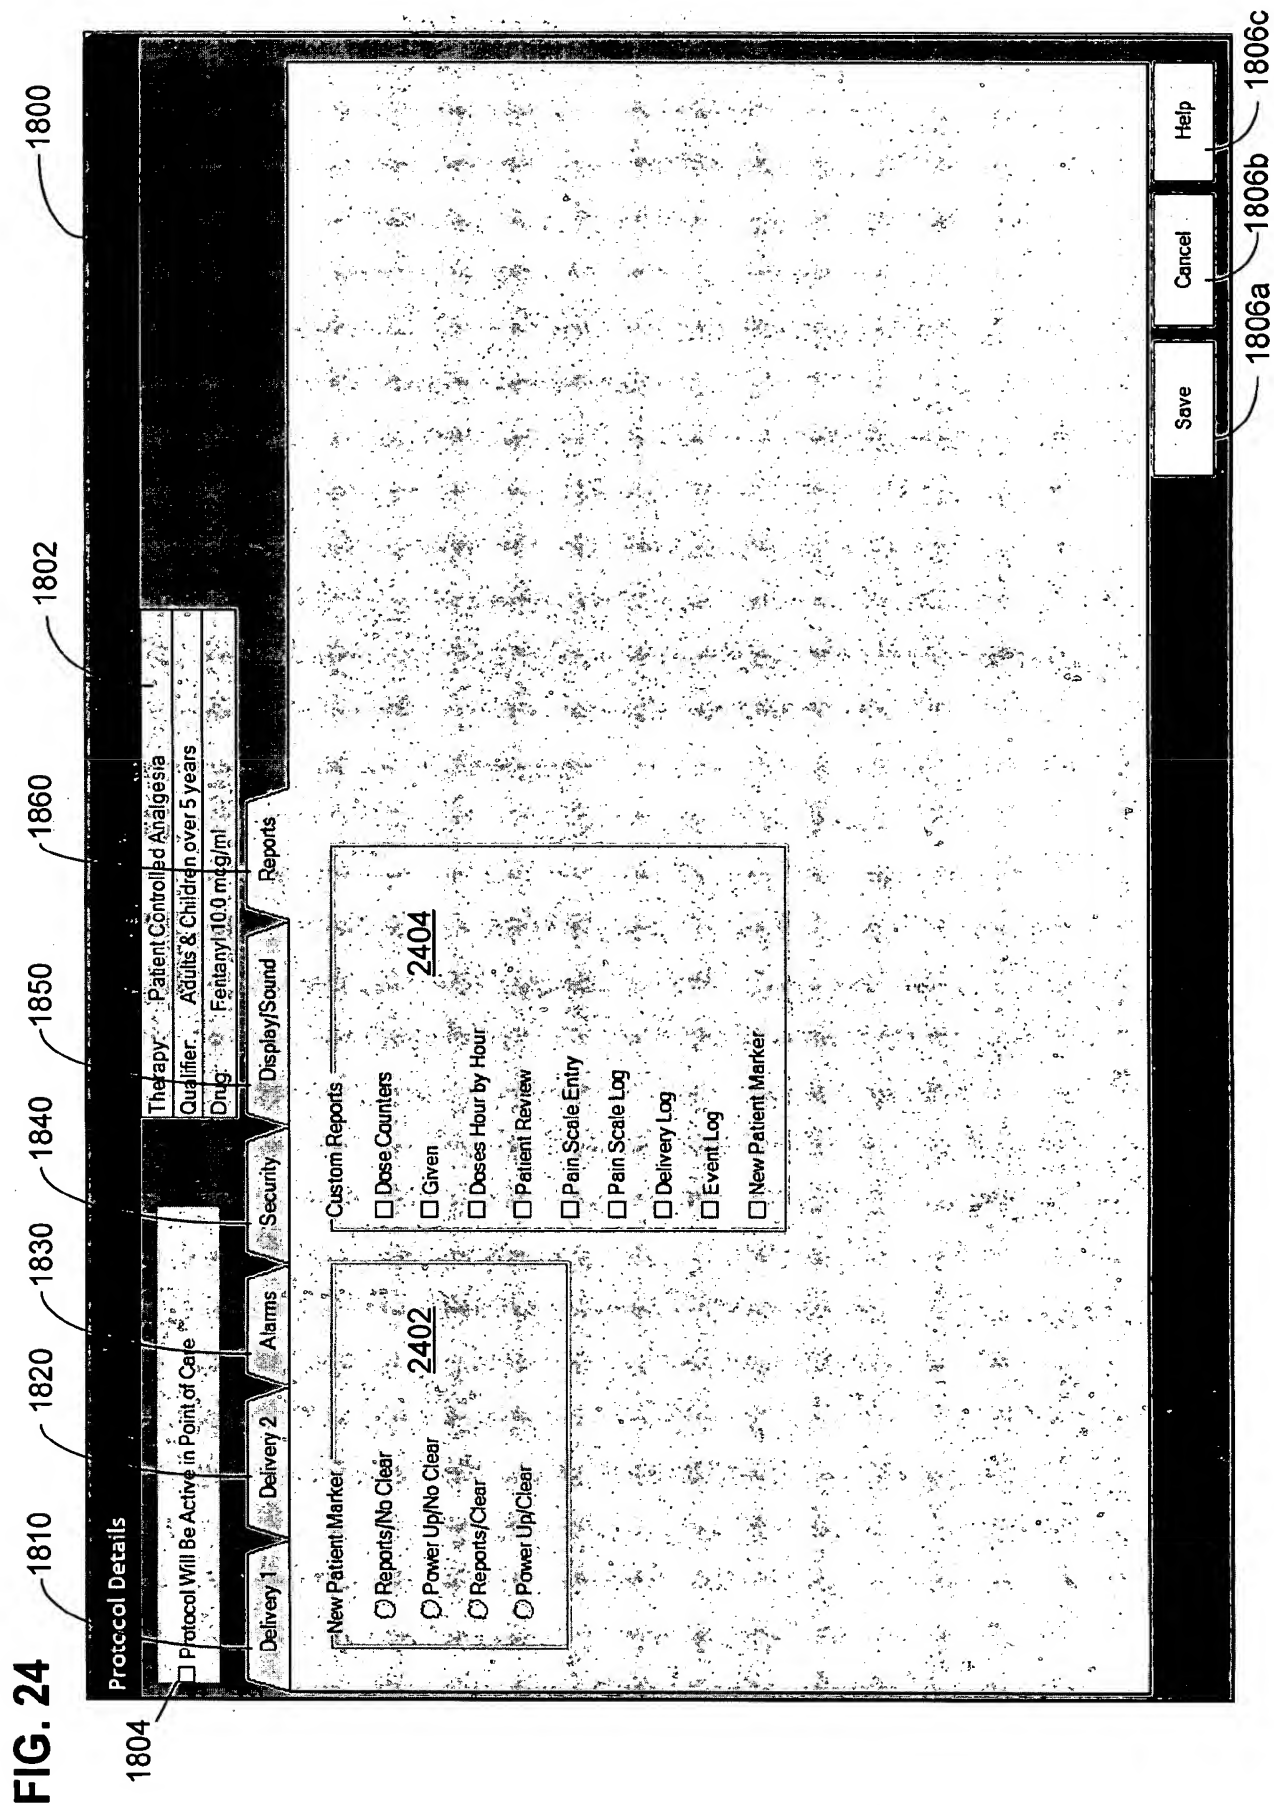 FIG. 24
1800
1802
1804
1810
1820
1830
1840
1850
1860
Protocol Details
Protocol Will Be Active in Point of Care
Therapy Patient Controlled Analgesia
Qualifier. Adults & Children over 5 years
Drug: Fentanyl 10.0 mcg/ml
Delivery 1
Delivery 2
Alarms
Security
Display/Sound
Reports
New Patient Marker
Reports/No Clear
Power Up/No Clear
Reports/Clear
Power Up/Clear
2402
Custom Reports
Dose Counters
Given
Doses Hour by Hour
Patient Review
Pain Scale Entry
Pain Scale Log
Delivery Log
Event Log
New Patient Marker
2404
Save
Cancel
Help
1806a
1806b
1806c